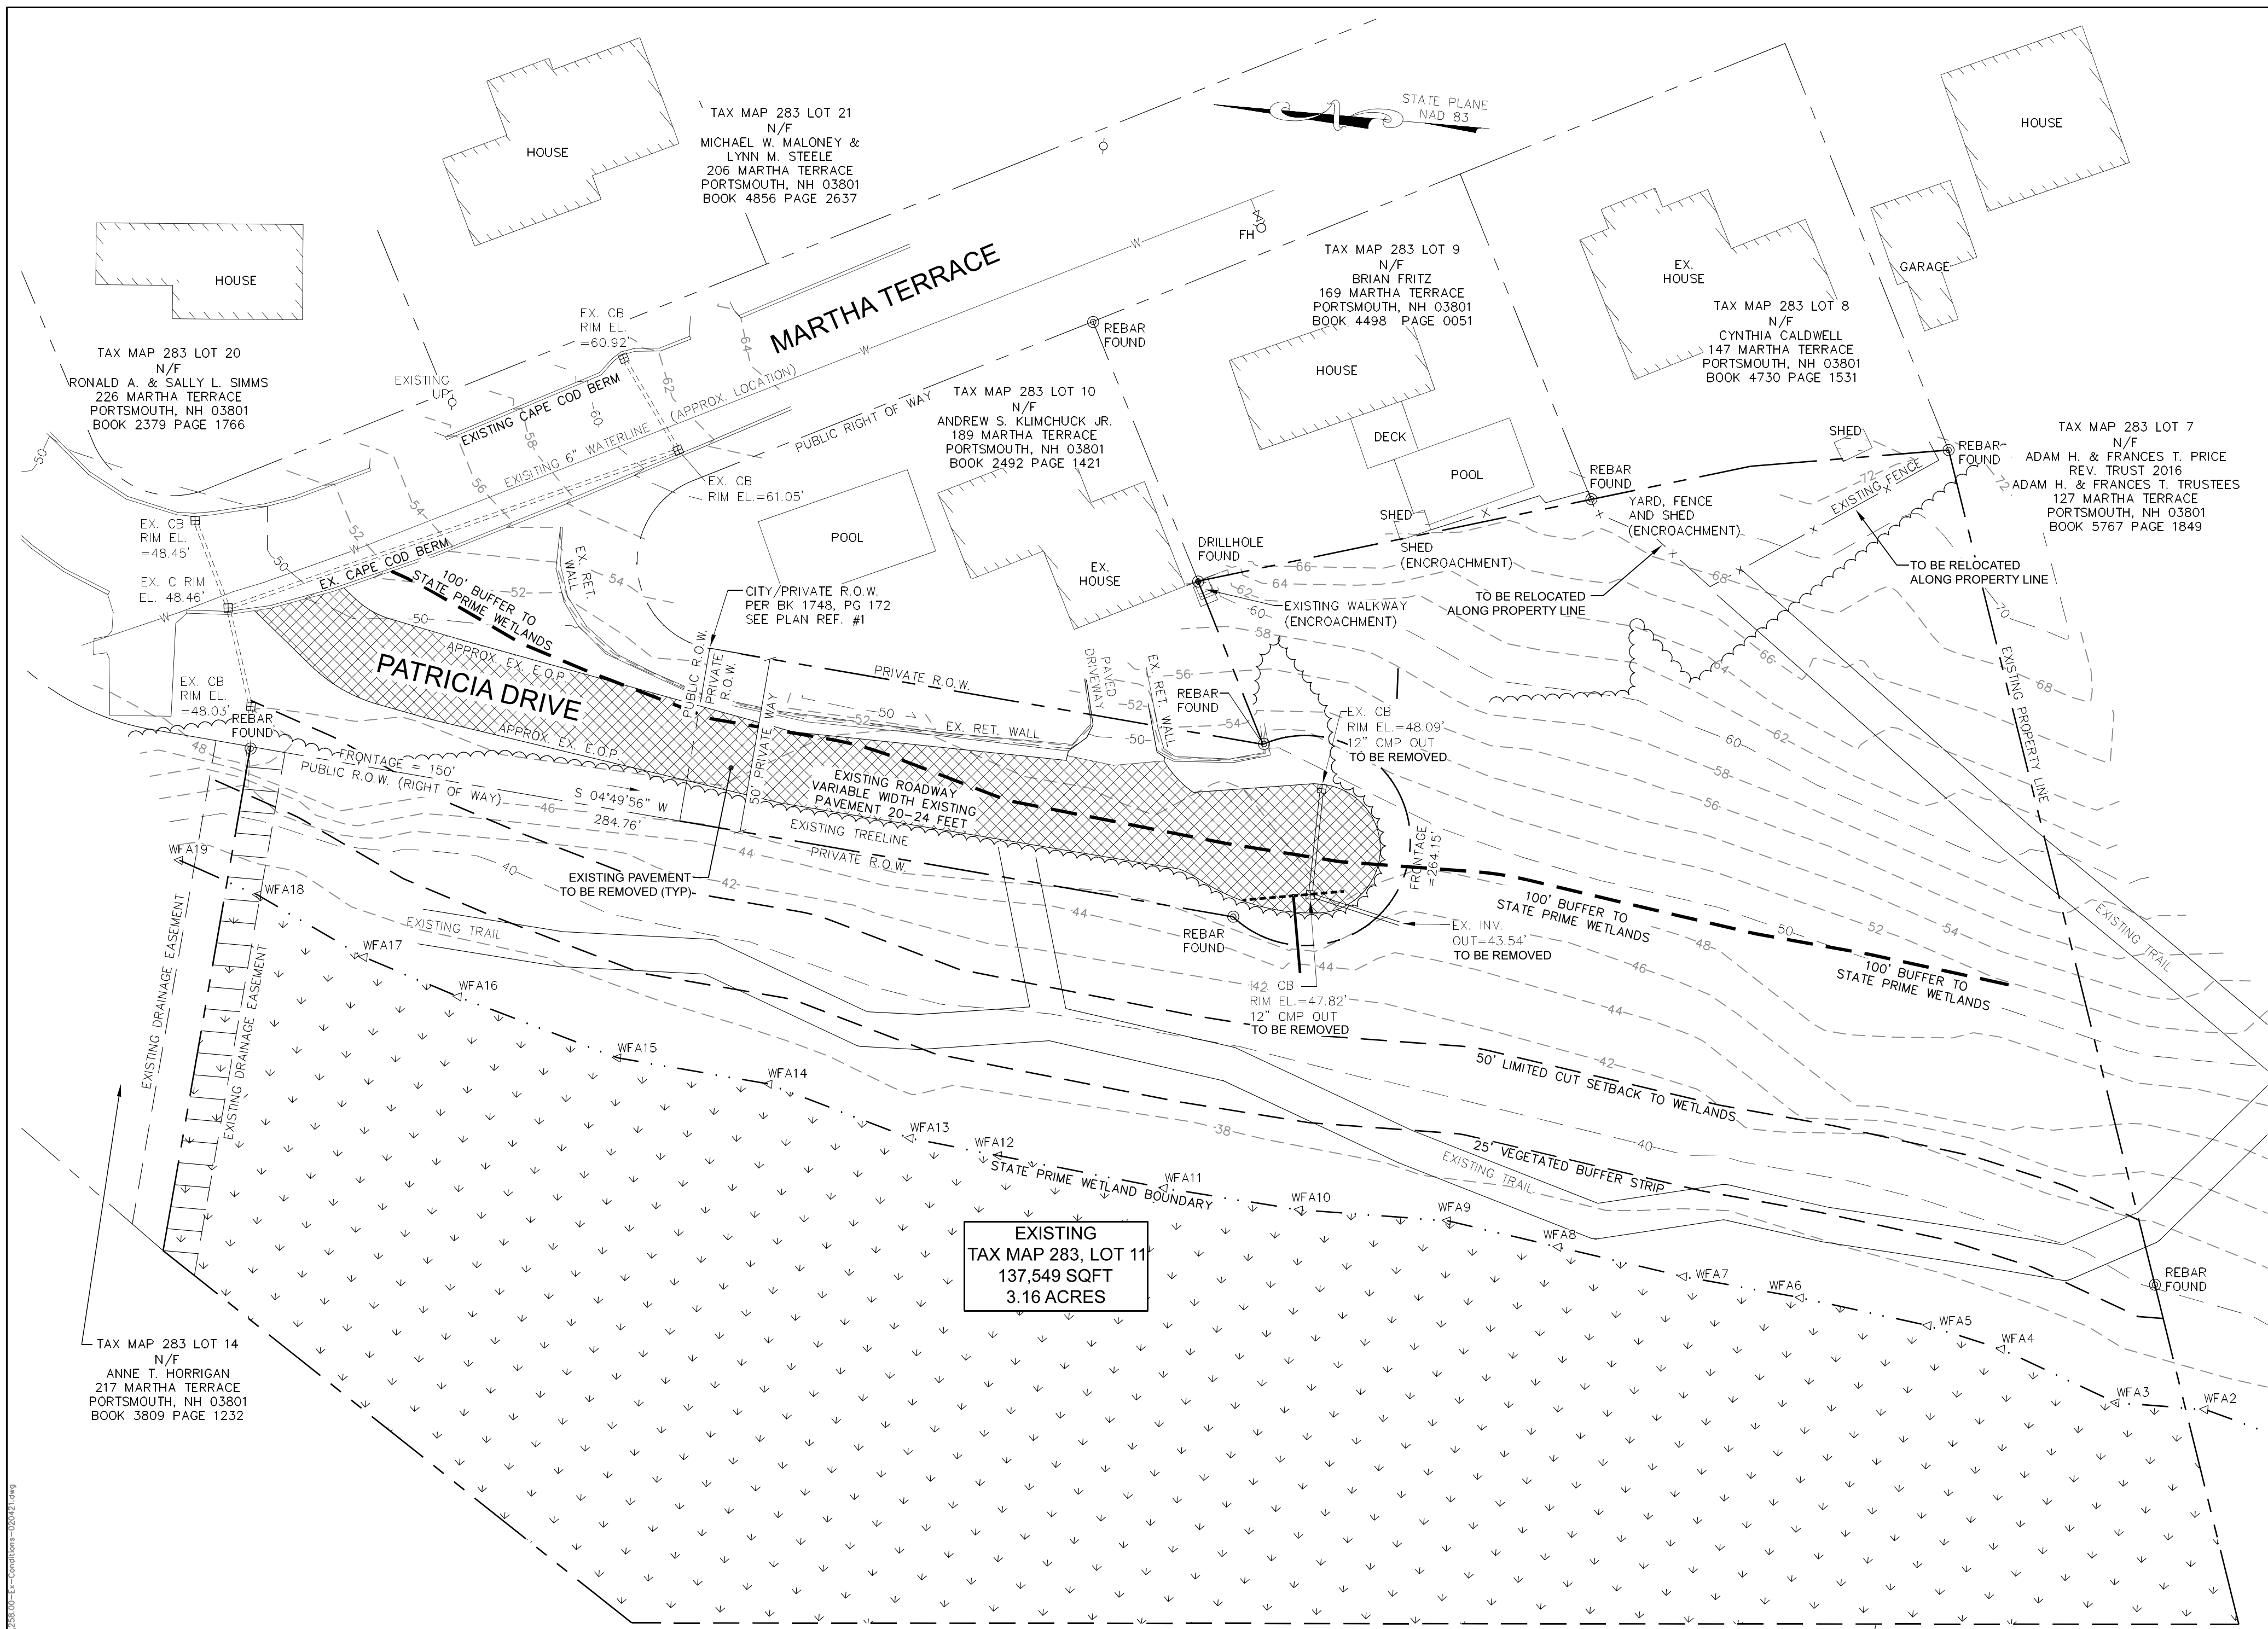 STATE PLANE
NAD 83
HOUSE
TAX MAP 283 LOT 21
N/F
MICHAEL W. MALONEY &
LYNN M. STEELE
206 MARTHA TERRACE
PORTSMOUTH, NH 03801
BOOK 4856 PAGE 2637
HOUSE
HOUSE
TAX MAP 283 LOT 20
N/F
RONALD A. & SALLY L. SIMMS
226 MARTHA TERRACE
PORTSMOUTH, NH 03801
BOOK 2379 PAGE 1766
FH
TAX MAP 283 LOT 9
N/F
BRIAN FRITZ
169 MARTHA TERRACE
PORTSMOUTH, NH 03801
BOOK 4498 PAGE 0051
EX.
HOUSE
GARAGE
TAX MAP 283 LOT 8
N/F
CYNTHIA CALDWELL
147 MARTHA TERRACE
PORTSMOUTH, NH 03801
BOOK 4730 PAGE 1531
MARTHA TERRACE
EX. CB
RIM EL.
=60.92'
EXISTING
UP
EXISTING CAPE COD BERM
EXISITING 6" WATERLINE (APPROX. LOCATION)
PUBLIC RIGHT OF WAY
REBAR
FOUND
TAX MAP 283 LOT 10
N/F
ANDREW S. KLIMCHUCK JR.
189 MARTHA TERRACE
PORTSMOUTH, NH 03801
BOOK 2492 PAGE 1421
HOUSE
DECK
POOL
SHED
REBAR
FOUND
TAX MAP 283 LOT 7
N/F
ADAM H. & FRANCES T. PRICE
REV. TRUST 2016
ADAM H. & FRANCES T. TRUSTEES
127 MARTHA TERRACE
PORTSMOUTH, NH 03801
BOOK 5767 PAGE 1849
EXISTING FENCE
REBAR
FOUND
YARD, FENCE
AND SHED
(ENCROACHMENT)
SHED
SHED
(ENCROACHMENT)
TO BE RELOCATED
ALONG PROPERTY LINE
TO BE RELOCATED
ALONG PROPERTY LINE
EX. CB
RIM EL.=61.05'
POOL
EX. CB
RIM EL.
=48.45'
EX. C RIM
EL. 48.46'
EX. CAPE COD BERM
EX. RET.
WALL
100' BUFFER TO
STATE PRIME WETLANDS
CITY/PRIVATE R.O.W.
PER BK 1748, PG 172
SEE PLAN REF. #1
EX.
HOUSE
DRILLHOLE
FOUND
EXISTING WALKWAY
(ENCROACHMENT)
APPROX. EX. E.O.P.
PATRICIA DRIVE
APPROX. EX. E.O.P.
PUBLIC R.O.W.
PRIVATE
R.O.W.
50' PRIVATE WAY
PRIVATE R.O.W.
PAVED
DRIVEWAY
EX. RET. WALL
REBAR
FOUND
EX. RET. WALL
EXISTING PROPERTY LINE
EX. CB
RIM EL.
=48.03'
REBAR
FOUND
FRONTAGE = 150'
PUBLIC R.O.W. (RIGHT OF WAY)
S 04°49'56" W
284.76'
EXISTING ROADWAY
VARIABLE WIDTH EXISTING
PAVEMENT 20-24 FEET
EXISTING TREELINE
PRIVATE R.O.W.
EX. CB
RIM EL.=48.09'
12" CMP OUT
TO BE REMOVED
FRONTAGE
=264.15'
EXISTING PAVEMENT
TO BE REMOVED (TYP)
100' BUFFER TO
STATE PRIME WETLANDS
100' BUFFER TO
STATE PRIME WETLANDS
EXISTING TRAIL
REBAR
FOUND
EX. INV.
OUT=43.54'
TO BE REMOVED
CB
RIM EL.=47.82'
12" CMP OUT
TO BE REMOVED
EXISTING TRAIL
EXISTING DRAINAGE EASEMENT
EXISTING DRAINAGE EASEMENT
50' LIMITED CUT SETBACK TO WETLANDS
25' VEGETATED BUFFER STRIP
EXISTING TRAIL
STATE PRIME WETLAND BOUNDARY
WFA19
WFA18
WFA17
WFA16
WFA15
WFA14
WFA13
WFA12
WFA11
WFA10
WFA9
WFA8
WFA7
WFA6
WFA5
WFA4
WFA3
WFA2
REBAR
FOUND
EXISTING
TAX MAP 283, LOT 11
137,549 SQFT
3.16 ACRES
TAX MAP 283 LOT 14
N/F
ANNE T. HORRIGAN
217 MARTHA TERRACE
PORTSMOUTH, NH 03801
BOOK 3809 PAGE 1232